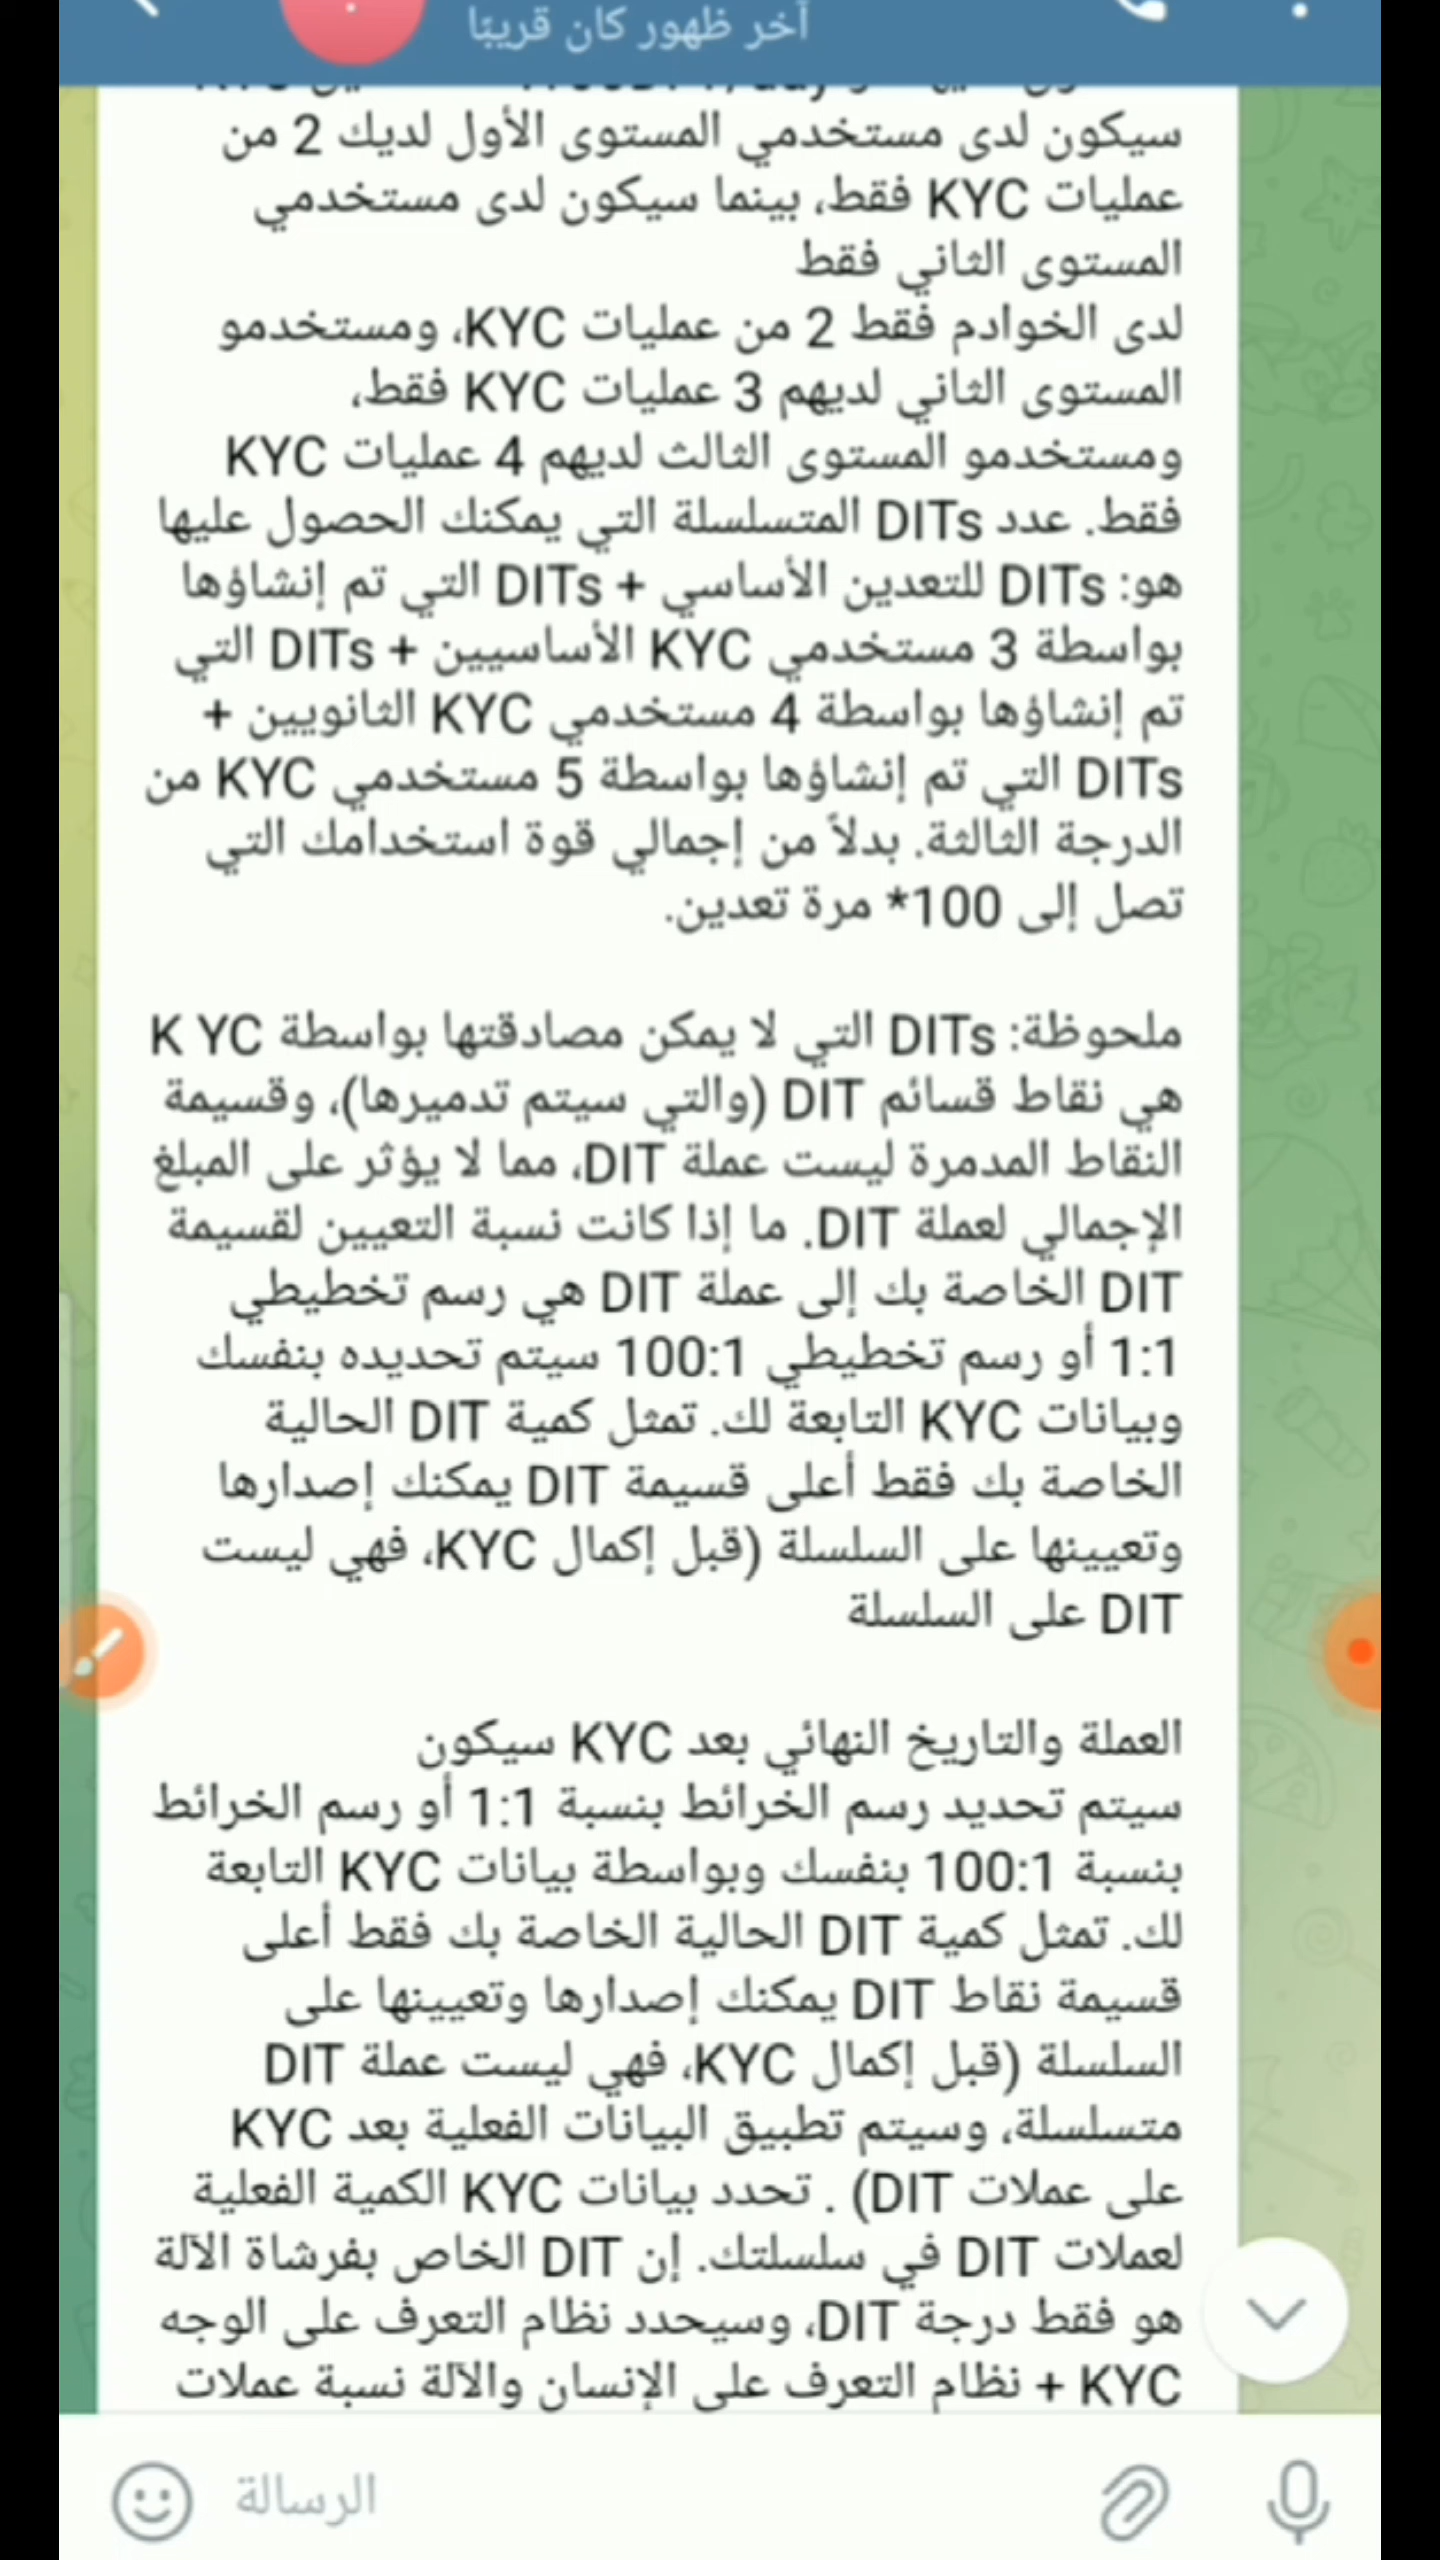 آخر ظهور كان قريبًا
سيكون لدى مستخدمي المستوى الأول لديك 2 من
عمليات KYC فقط، بينما سيكون لدى مستخدمي
المستوى الثاني فقط
لدى الخوادم فقط 2 من عمليات KYC، ومستخدمو
المستوى الثاني لديهم 3 عمليات KYC فقط،
ومستخدمو المستوى الثالث لديهم 4 عمليات KYC
فقط. عدد DITs المتسلسلة التي يمكنك الحصول عليها
هو: DITs للتعدين الأساسي + DITs التي تم إنشاؤها
بواسطة 3 مستخدمي KYC الأساسيين + DITs التي
تم إنشاؤها بواسطة 4 مستخدمي KYC الثانويين +
DITs التي تم إنشاؤها بواسطة 5 مستخدمي KYC من
الدرجة الثالثة. بدلاً من إجمالي قوة استخدامك التي
تصل إلى 100* مرة تعدين.
ملحوظة: DITs التي لا يمكن مصادقتها بواسطة K YC
هي نقاط قسائم DIT (والتي سيتم تدميرها)، وقسيمة
النقاط المدمرة ليست عملة DIT، مما لا يؤثر على المبلغ
الإجمالي لعملة DIT. ما إذا كانت نسبة التعيين لقسيمة
DIT الخاصة بك إلى عملة DIT هي رسم تخطيطي
1:1 أو رسم تخطيطي 100:1 سيتم تحديده بنفسك
وبيانات KYC التابعة لك. تمثل كمية DIT الحالية
الخاصة بك فقط أعلى قسيمة DIT يمكنك إصدارها
وتعيينها على السلسلة (قبل إكمال KYC، فهي ليست
DIT على السلسلة
العملة والتاريخ النهائي بعد KYC سيكون
سيتم تحديد رسم الخرائط بنسبة 1:1 أو رسم الخرائط
بنسبة 100:1 بنفسك وبواسطة بيانات KYC التابعة
لك. تمثل كمية DIT الحالية الخاصة بك فقط أعلى
قسيمة نقاط DIT يمكنك إصدارها وتعيينها على
السلسلة (قبل إكمال KYC، فهي ليست عملة DIT
متسلسلة، وسيتم تطبيق البيانات الفعلية بعد KYC
على عملات DIT) . تحدد بيانات KYC الكمية الفعلية
لعملات DIT في سلسلتك. إن DIT الخاص بفرشاة الآلة
هو فقط درجة DIT، وسيحدد نظام التعرف على الوجه
KYC + نظام التعرف على الإنسان والآلة نسبة عملات
الرسالة